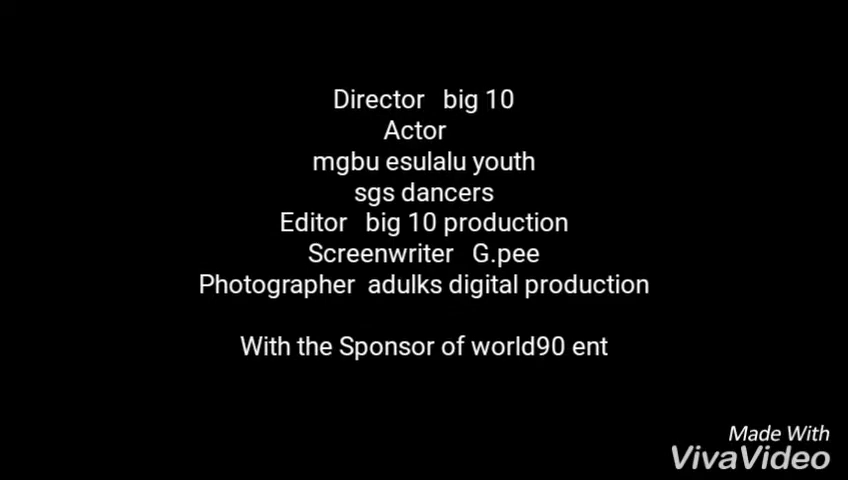 Director big 10
Actor
mgbu esulalu youth
sgs dancers
Editor big 10 production
Screenwriter G.pee
Photographer adulks digital production
With the Sponsor of world90 ent
Made With
VivaVideo